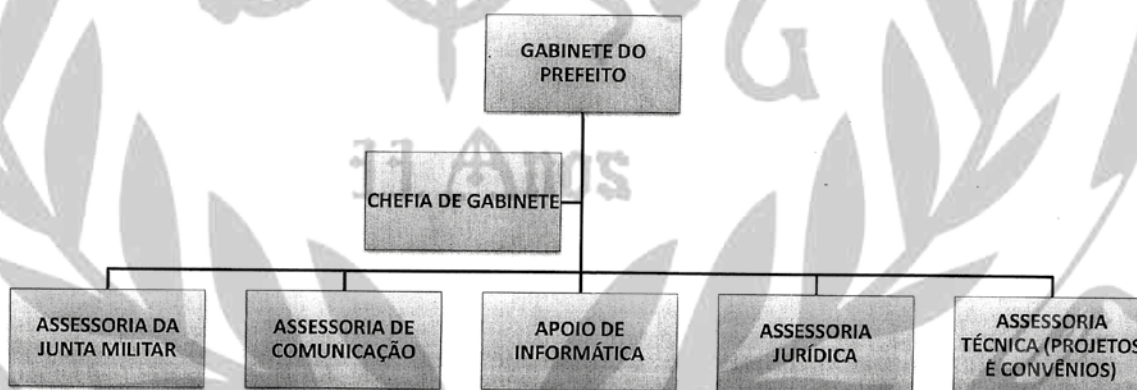 GABINETE DO
PREFEITO
CHEFIA DE GABINETE
ASSESSORIA DA
JUNTA MILITAR
ASSESSORIA DE
COMUNICAÇÃO
APOIO DE
INFORMÁTICA
ASSESSORIA
JURÍDICA
ASSESSORIA
TÉCNICA (PROJETOS
E CONVÊNIOS)